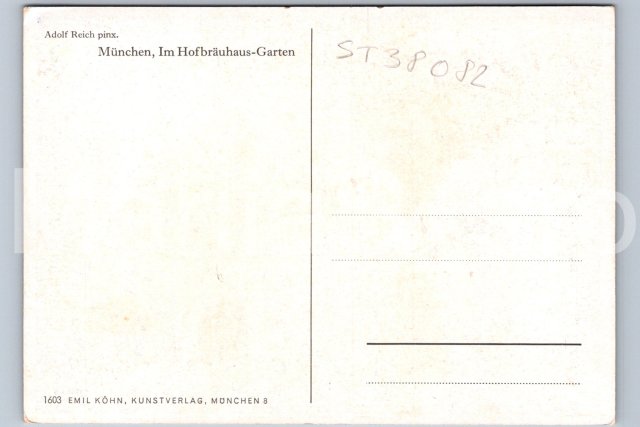 Adolf Reich pinx.
München, Im Hofbräuhaus-Garten
ST38082
1603 EMIL KÖHN, KUNSTVERLAG, MÜNCHEN 8